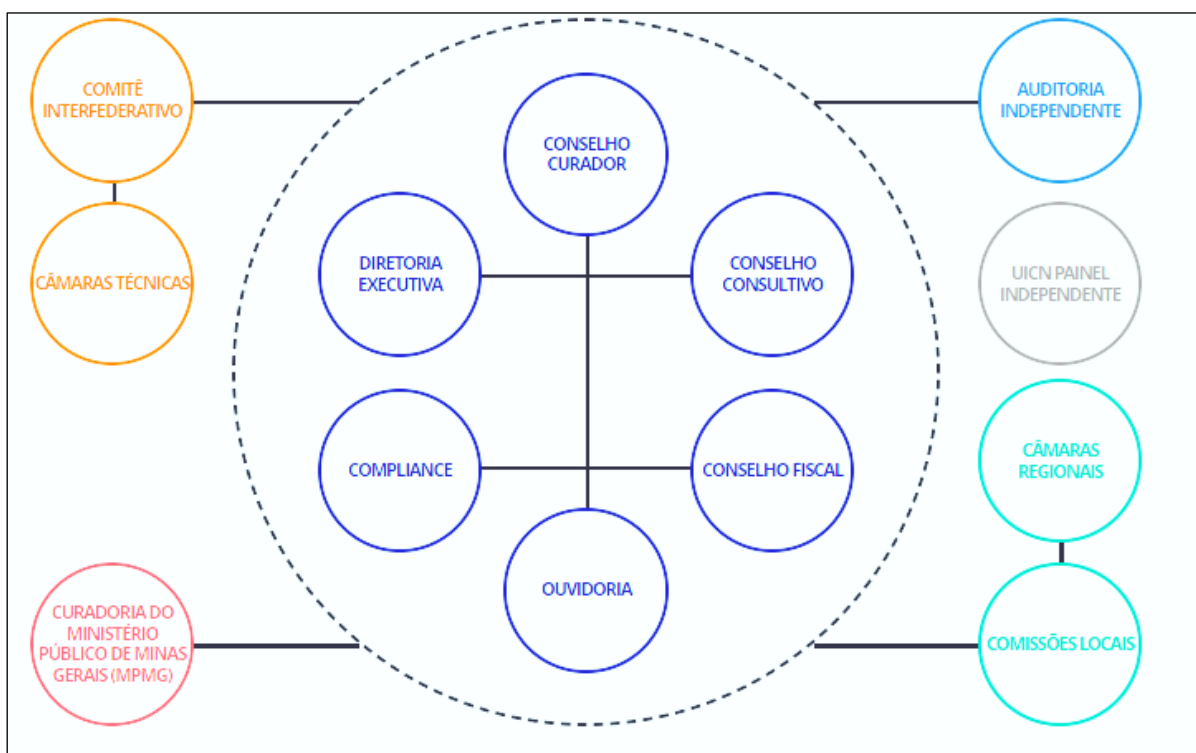 COMITÊ
INTERFEDERATIVO
CÂMARAS TÉCNICAS
CURADORIA DO
MINISTÉRIO
PÚBLICO DE MINAS
GERAIS (MPMG)
CONSELHO
CURADOR
DIRETORIA
EXECUTIVA
CONSELHO
CONSULTIVO
COMPLIANCE
CONSELHO FISCAL
OUVIDORIA
AUDITORIA
INDEPENDENTE
UICN PAINEL
INDEPENDENTE
CÂMARAS
REGIONAIS
COMISSÕES LOCAIS